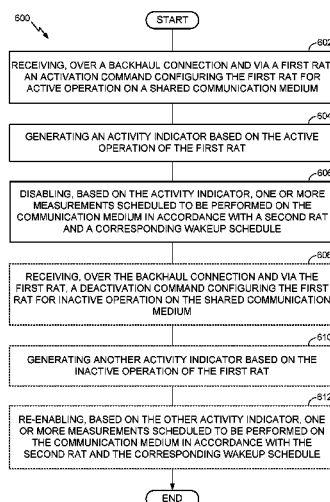 600
START
602
RECEIVING, OVER A BACKHAUL CONNECTION AND VIA A FIRST RAT,
AN ACTIVATION COMMAND CONFIGURING THE FIRST RAT FOR
ACTIVE OPERATION ON A SHARED COMMUNICATION MEDIUM
604
GENERATING AN ACTIVITY INDICATOR BASED ON THE ACTIVE
OPERATION OF THE FIRST RAT
606
DISABLING, BASED ON THE ACTIVITY INDICATOR, ONE OR MORE
MEASUREMENTS SCHEDULED TO BE PERFORMED ON THE
COMMUNICATION MEDIUM IN ACCORDANCE WITH A SECOND RAT
AND A CORRESPONDING WAKEUP SCHEDULE
608
RECEIVING, OVER THE BACKHAUL CONNECTION AND VIA THE
FIRST RAT, A DEACTIVATION COMMAND CONFIGURING THE FIRST
RAT FOR INACTIVE OPERATION ON THE SHARED COMMUNICATION
MEDIUM
610
GENERATING ANOTHER ACTIVITY INDICATOR BASED ON THE
INACTIVE OPERATION OF THE FIRST RAT
612
RE-ENABLING, BASED ON THE OTHER ACTIVITY INDICATOR, ONE
OR MORE MEASUREMENTS SCHEDULED TO BE PERFORMED ON
THE COMMUNICATION MEDIUM IN ACCORDANCE WITH THE
SECOND RAT AND THE CORRESPONDING WAKEUP SCHEDULE
END